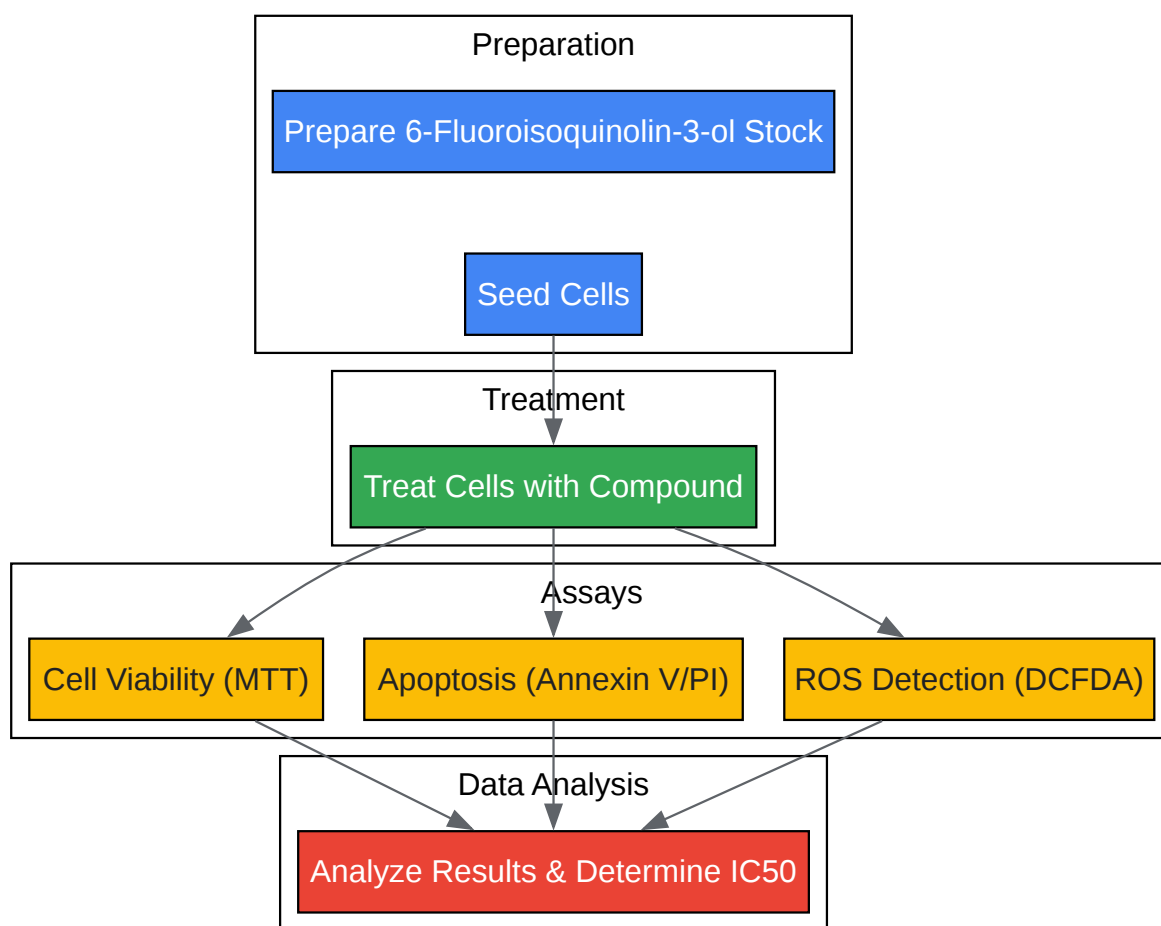 Preparation
Prepare 6-Fluoroisoquinolin-3-ol Stock
Seed Cells
Treatment
Treat Cells with Compound
Assays
Cell Viability (MTT)
Apoptosis (Annexin V/PI)
ROS Detection (DCFDA)
Data Analysis
Analyze Results & Determine IC50